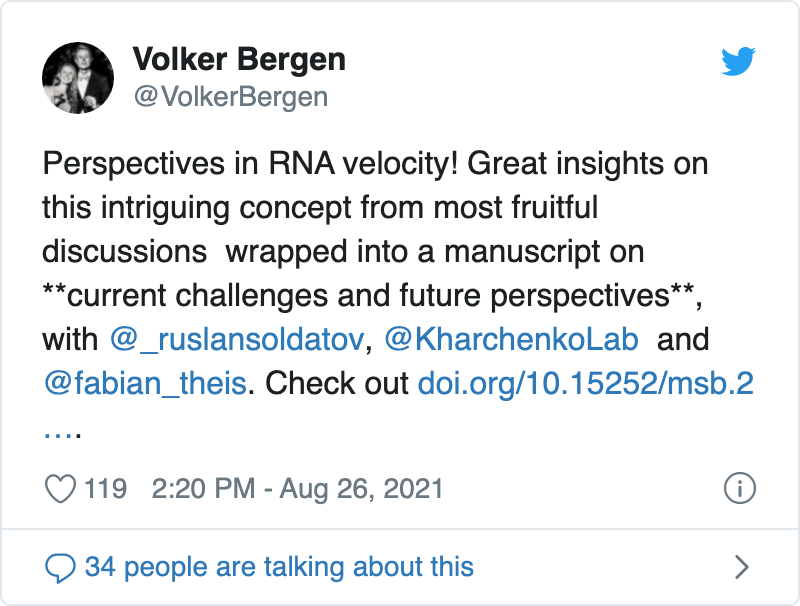 Volker Bergen
@VolkerBergen
Perspectives in RNA velocity! Great insights on
this intriguing concept from most fruitful
discussions  wrapped into a manuscript on
**current challenges and future perspectives**,
with @_ruslansoldatov, @KharchenkoLab  and
@fabian_theis. Check out doi.org/10.15252/msb.2
….
119 2:20 PM - Aug 26, 2021
34 people are talking about this